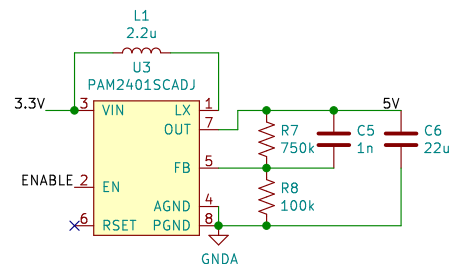 L1
2.2u
U3
PAM2401SCADJ
3.3V 3 VIN LX 1 5V
OUT 7
R7 750k
C5 1n
C6 22u
FB 5
ENABLE 2 EN
R8 100k
AGND 4
6 RSET PGND 8
GNDA